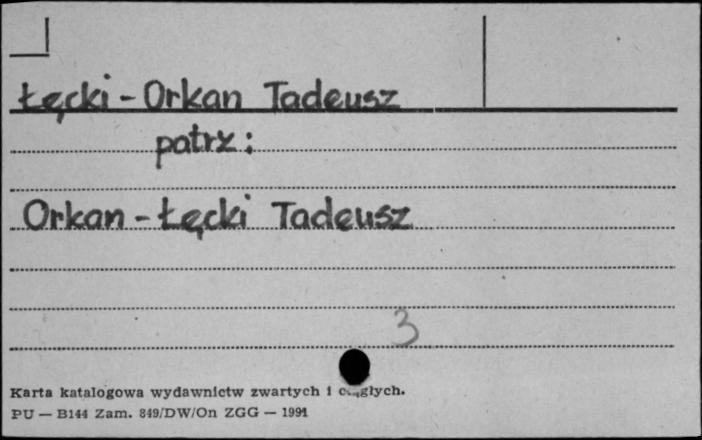 Łęcki - Orkan Tadeusz
patrz:
Orkan - Łęcki Tadeusz
3
Karta katalogowa wydawnictw zwartych i ciągłych.
PU — B144 Zam. 849/DW/On ZGG — 1991